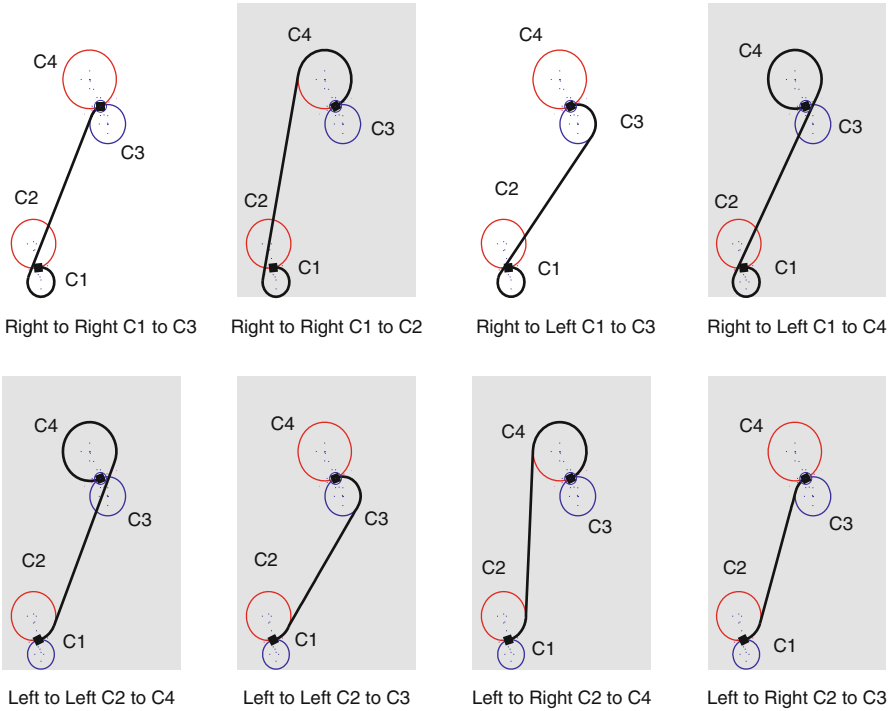 C4
C3
C2
C1
Right to Right C1 to C3
C4
C3
C2
C1
Right to Right C1 to C2
C4
C3
C2
C1
Right to Left C1 to C3
C4
C3
C2
C1
Right to Left C1 to C4
C4
C3
C2
C1
Left to Left C2 to C4
C4
C3
C2
C1
Left to Left C2 to C3
C4
C3
C2
C1
Left to Right C2 to C4
C4
C3
C2
C1
Left to Right C2 to C3